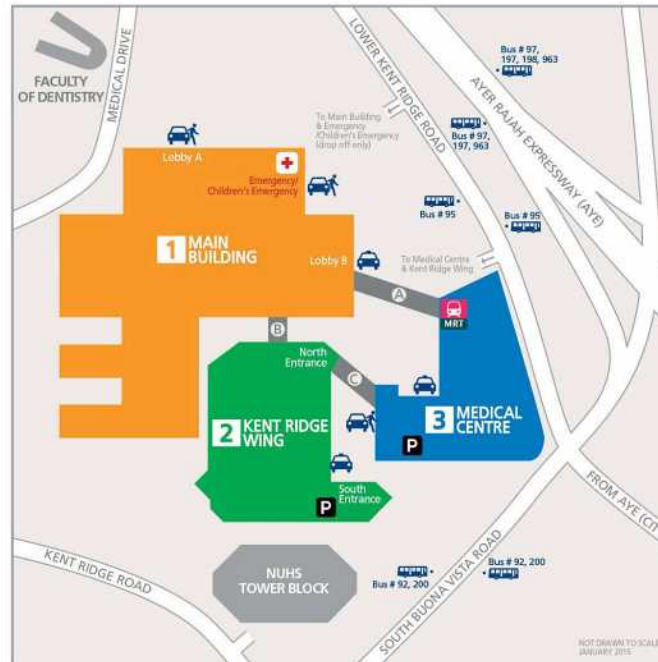 FACULTY
OF DENTISTRY
MEDICAL DRIVE
LOWER KENT RIDGE ROAD
Bus # 97,
197, 198, 963
AYER RAJAH EXPRESSWAY (AYE)
To Main Building
& Emergency
/Children's Emergency
(drop off only)
Bus # 97,
197, 963
Lobby A
Emergency/
Children's Emergency
Bus # 95
Bus # 95
1 MAIN
BUILDING
Lobby B
To Medical Centre
& Kent Ridge Wing
A
MRT
B
North
Entrance
C
2 KENT RIDGE
WING
3 MEDICAL
CENTRE
P
South
Entrance
P
FROM AYE (CI
KENT RIDGE ROAD
NUHS
TOWER BLOCK
Bus # 92, 200
Bus # 92, 200
SOUTH BUONA VISTA ROAD
NOT DRAWN TO SCALE
JANUARY 2015